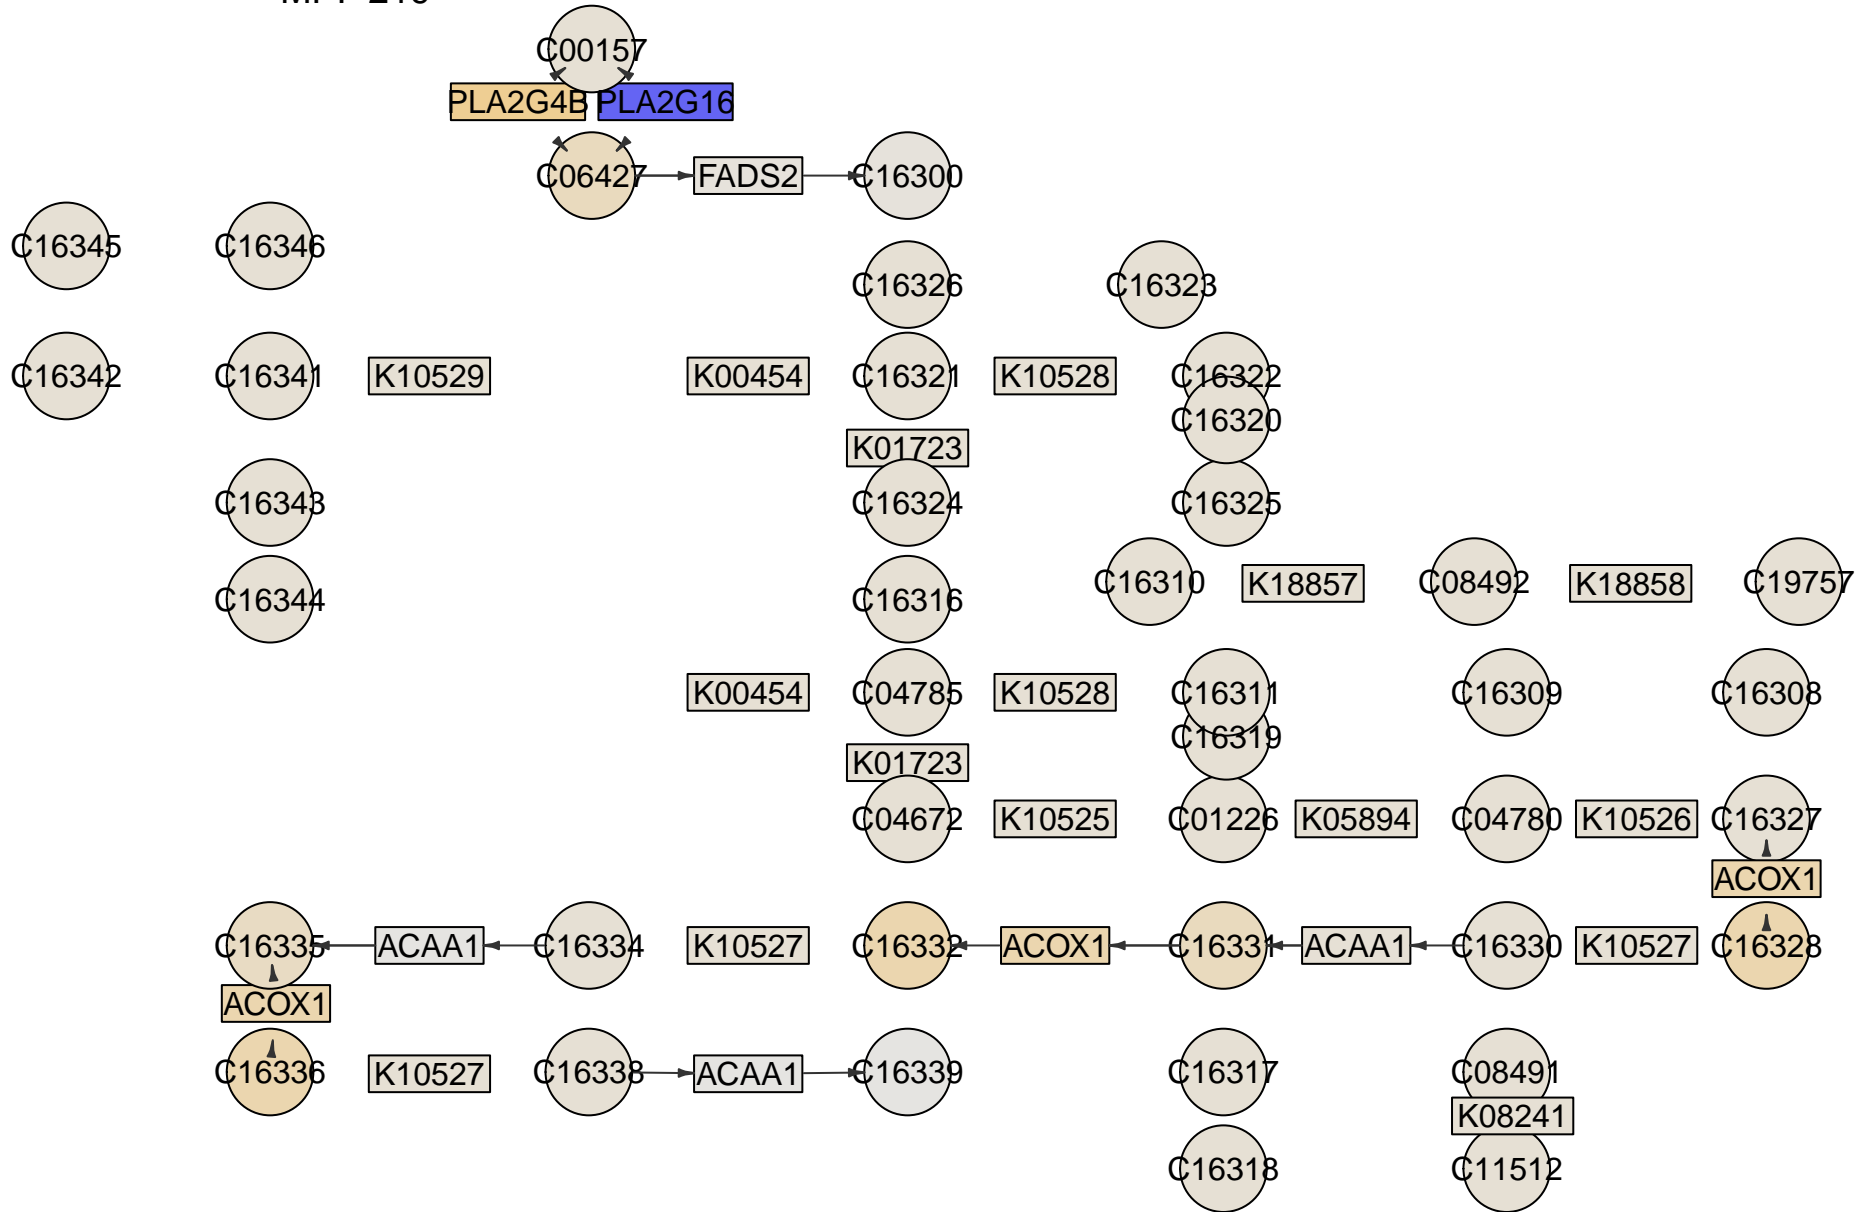 C00157
PLA2G4B PLA2G16
C06427 FADS2 C16300
C16345 C16346
C16326 C16323
C16342 C16341 K10529 K00454 C16321 K10528 C16322
C16320
K01723
C16343 C16324 C16325
C16310 K18857 C08492 K18858 C19757
C16344 C16316
K00454 C04785 K10528 C16311 C16309 C16308
C16319
K01723
C04672 K10525 C01226 K05894 C04780 K10526 C16327
ACOX1
C16335 ACAA1 C16334 K10527 C16332 ACOX1 C16331 ACAA1 C16330 K10527 C16328
ACOX1
C16336 K10527 C16338 ACAA1 C16339 C16317 C08491
K08241
C16318 C11512